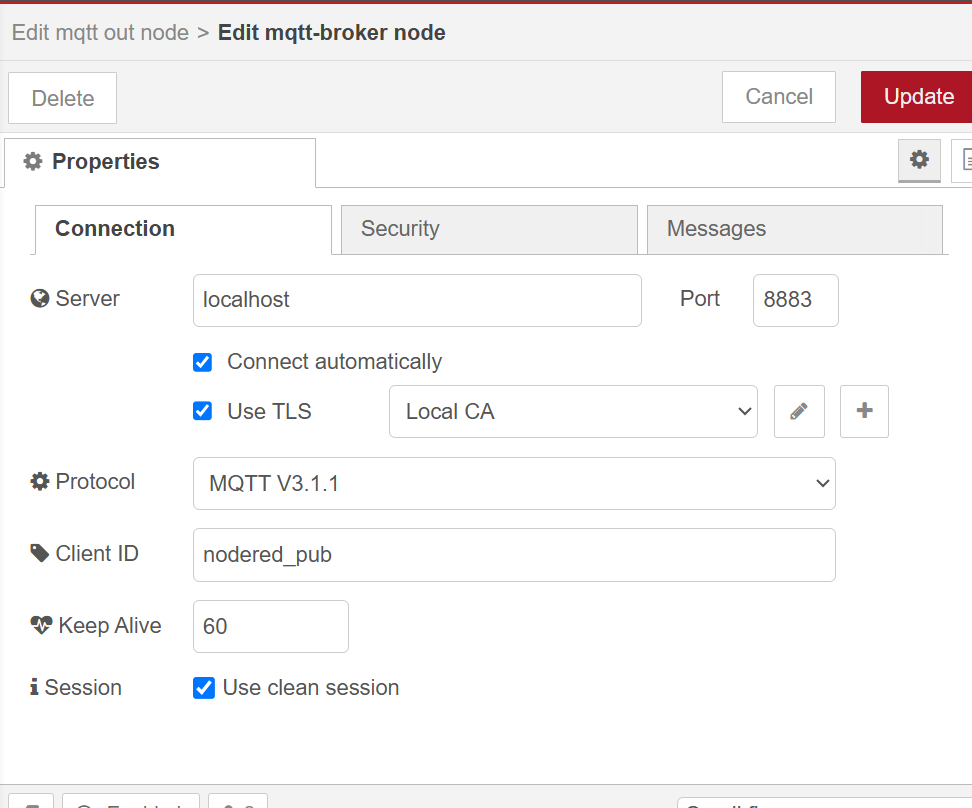 Edit mqtt out node > Edit mqtt-broker node
Delete
Cancel
Update
Properties
Connection
Security
Messages
Server
localhost
Port
8883
Connect automatically
Use TLS
Local CA
Protocol
MQTT V3.1.1
Client ID
nodered_pub
Keep Alive
60
Session
Use clean session